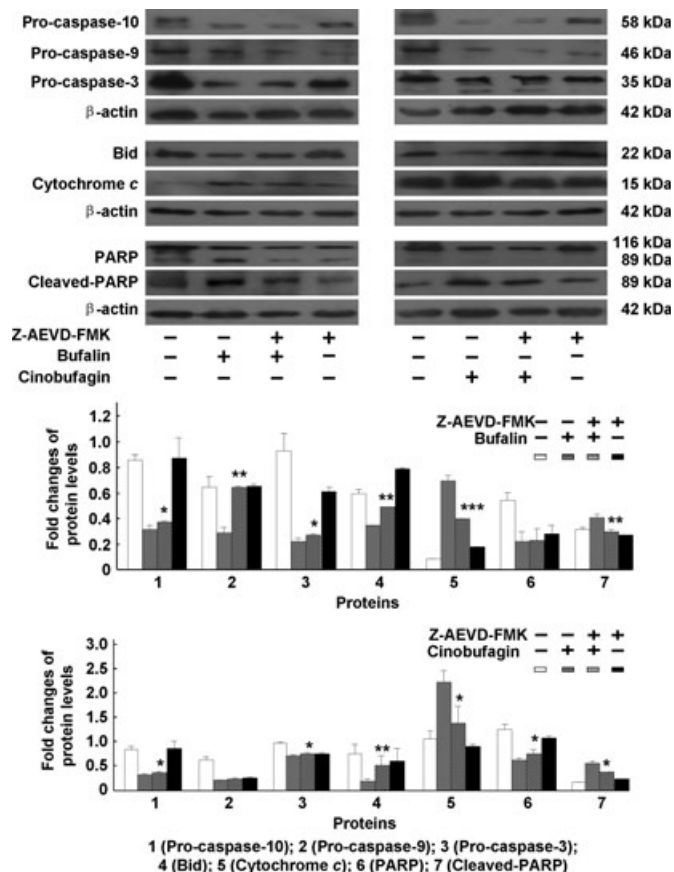 Pro-caspase-10 58 kDa
Pro-caspase-9 46 kDa
Pro-caspase-3 35 kDa
β-actin 42 kDa
Bid 22 kDa
Cytochrome c 15 kDa
β-actin 42 kDa
116 kDa
PARP 89 kDa
Cleaved-PARP 89 kDa
β-actin 42 kDa
Z-AEVD-FMK − − + + − − + +
Bufalin − + + − − − − −
Cinobufagin − − − − − + + −
Fold changes of
protein levels
1.2
1.0
0.8
0.6
0.4
0.2
0
Z-AEVD-FMK − − + +
Bufalin − + + −
* ** * ** *** **
1 2 3 4 5 6 7
Proteins
Fold changes of
protein levels
3.0
2.5
2.0
1.5
1.0
0.5
0
Z-AEVD-FMK − − + +
Cinobufagin − + + −
* * ** * * *
1 2 3 4 5 6 7
Proteins
1 (Pro-caspase-10); 2 (Pro-caspase-9); 3 (Pro-caspase-3);
4 (Bid); 5 (Cytochrome c); 6 (PARP); 7 (Cleaved-PARP)